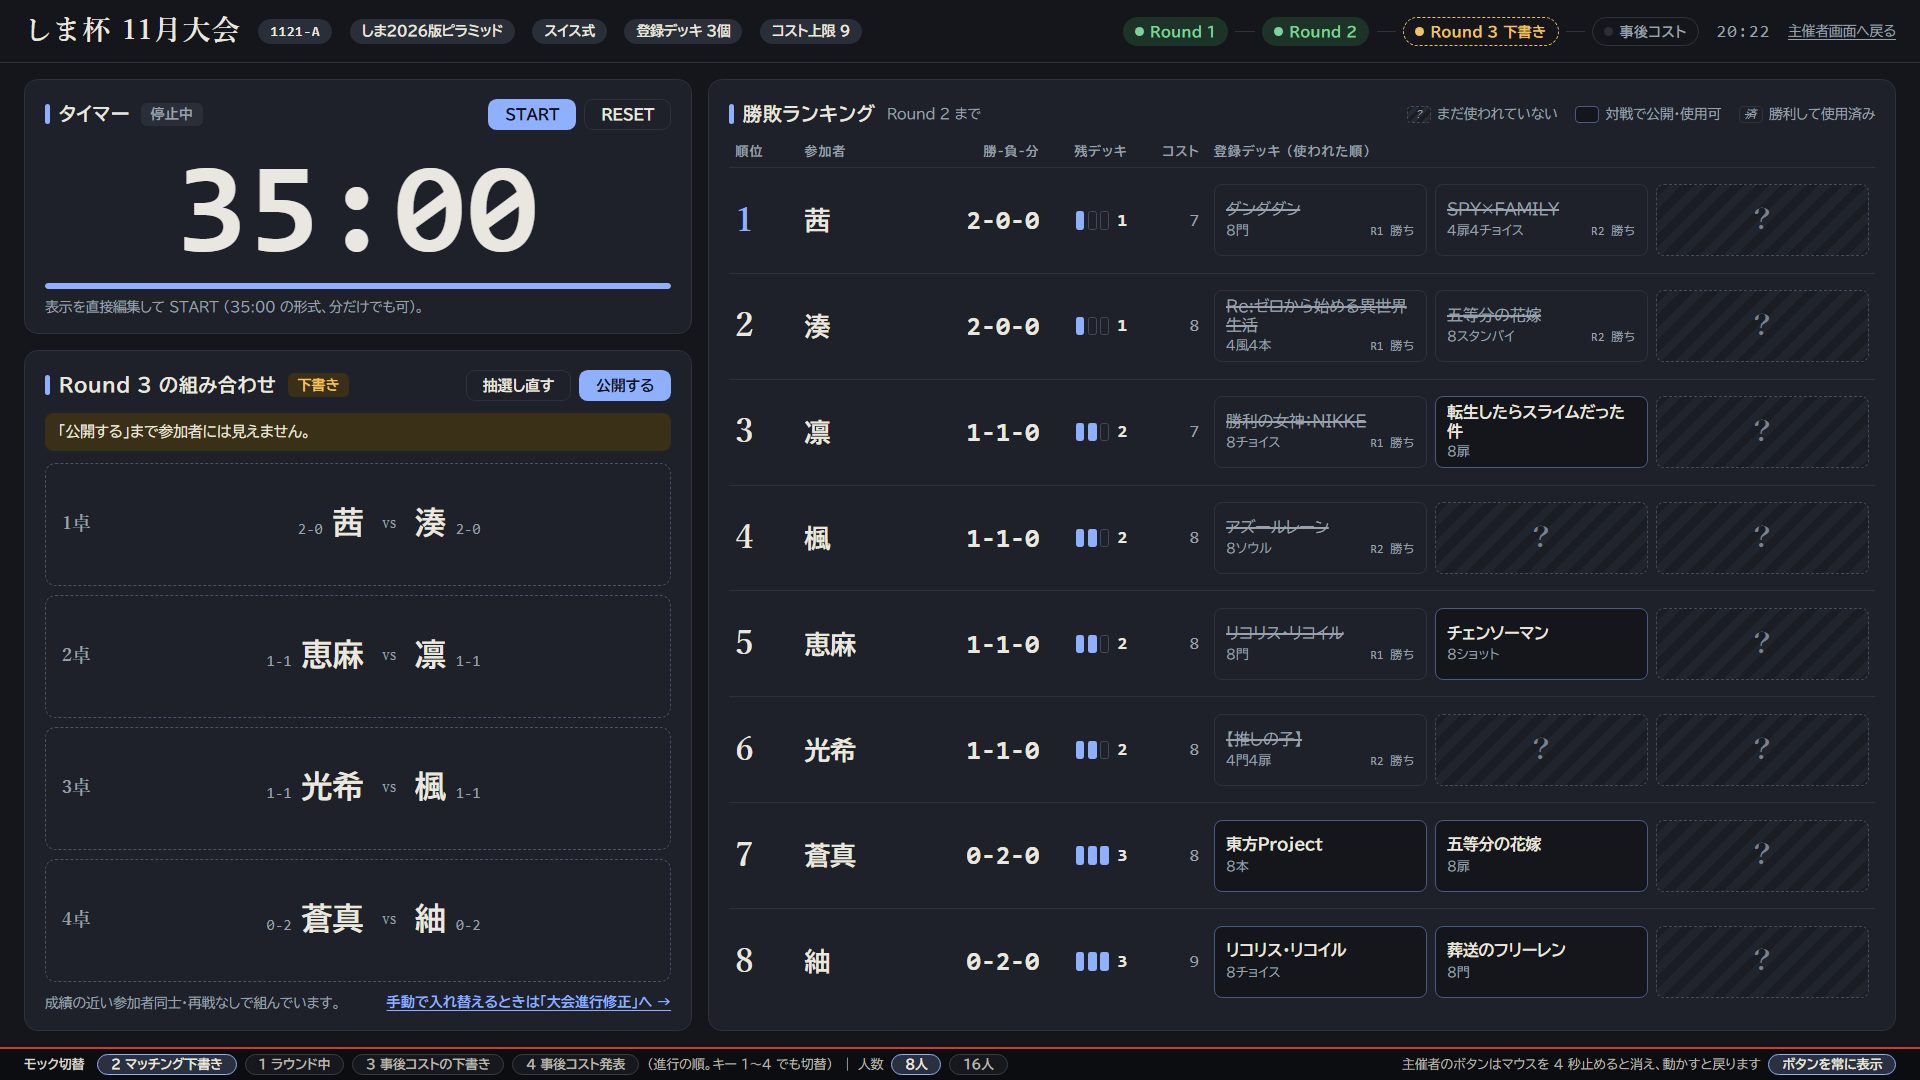 しま杯 11月大会 1121-A しま2026版ピラミッド スイス式 登録デッキ 3個 コスト上限 9 Round 1 Round 2 Round 3 下書き 事後コスト 20:22 主催者画面へ戻る
タイマー 停止中 START RESET
35:00
表示を直接編集して START（35:00 の形式、分だけでも可）。
Round 3 の組み合わせ 下書き 抽選し直す 公開する
「公開する」まで参加者には見えません。
1卓 2-0 茜 vs 湊 2-0
2卓 1-1 恵麻 vs 凛 1-1
3卓 1-1 光希 vs 楓 1-1
4卓 0-2 蒼真 vs 紬 0-2
成績の近い参加者同士・再戦なしで組んでいます。 手動で入れ替えるときは「大会進行修正」へ →
勝敗ランキング Round 2 まで ? まだ使われていない 対戦で公開・使用可 済 勝利して使用済み
順位 参加者 勝-負-分 残デッキ コスト 登録デッキ（使われた順）
1 茜 2-0-0 1 7 ダンダダン SPY×FAMILY ?
8門 R1 勝ち 4扉4チョイス R2 勝ち
2 湊 2-0-0 1 8 Re:ゼロから始める異世界 五等分の花嫁 ?
生活 8スタンバイ R2 勝ち
4風4本 R1 勝ち
3 凛 1-1-0 2 7 勝利の女神:NIKKE 転生したらスライムだった ?
8チョイス R1 勝ち 件
8扉
4 楓 1-1-0 2 8 アズールレーン ? ?
8ソウル R2 勝ち
5 恵麻 1-1-0 2 8 リコリス・リコイル チェンソーマン ?
8門 R1 勝ち 8ショット
6 光希 1-1-0 2 8 【推しの子】 ? ?
4門4扉 R2 勝ち
7 蒼真 0-2-0 3 8 東方Project 五等分の花嫁 ?
8本 8扉
8 紬 0-2-0 3 9 リコリス・リコイル 葬送のフリーレン ?
8チョイス 8門
モック切替 2 マッチング下書き 1 ラウンド中 3 事後コストの下書き 4 事後コスト発表 （進行の順。キー 1～4 でも切替）｜ 人数 8人 16人 主催者のボタンはマウスを 4 秒止めると消え、動かすと戻ります ボタンを常に表示